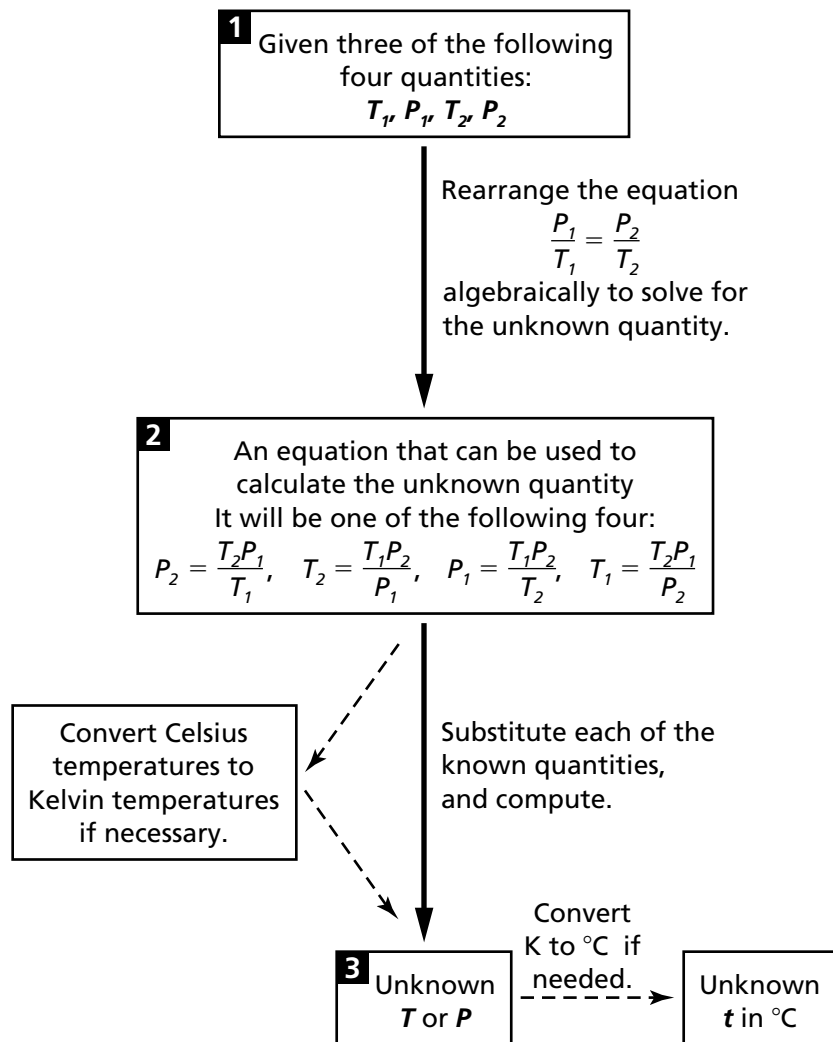 1
Given three of the following
four quantities:
T₁, P₁, T₂, P₂
Rearrange the equation
P₁/T₁ = P₂/T₂
algebraically to solve for
the unknown quantity.
2
An equation that can be used to
calculate the unknown quantity
It will be one of the following four:
P₂ = T₂P₁/T₁, T₂ = T₁P₂/P₁, P₁ = T₁P₂/T₂, T₁ = T₂P₁/P₂
Convert Celsius
temperatures to
Kelvin temperatures
if necessary.
Substitute each of the
known quantities,
and compute.
3
Unknown
T or P
Convert
K to °C if
needed.
Unknown
t in °C